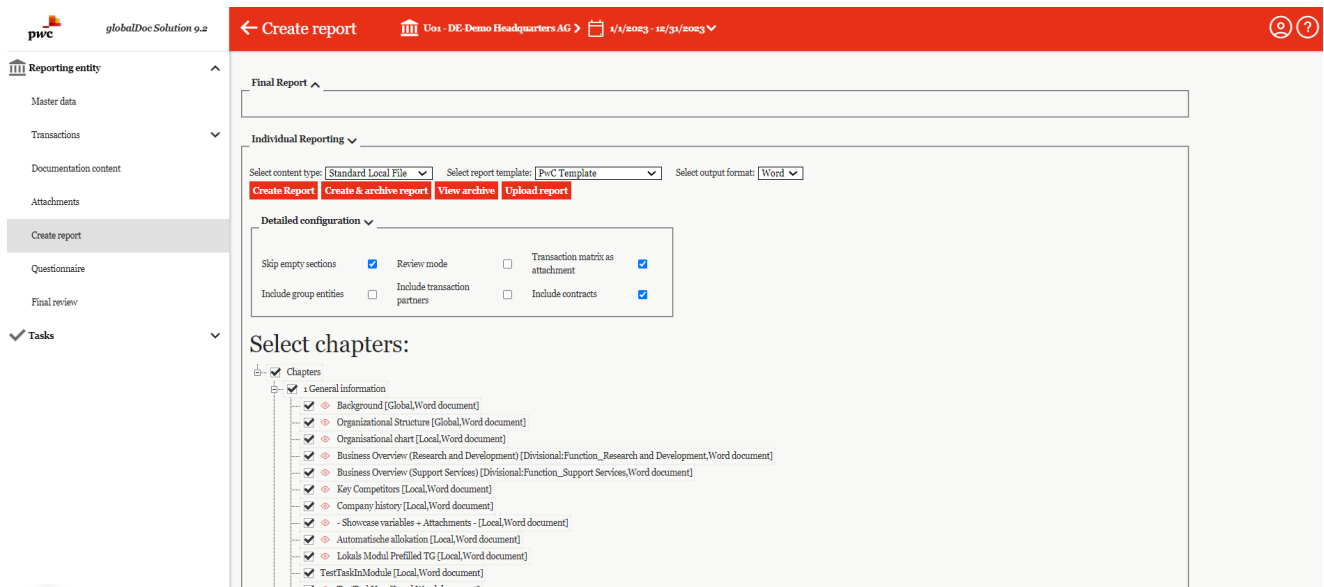 pwc
globalDoc Solution 9.2
Create report
U01 - DE-Demo Headquarters AG
1/1/2023 - 12/31/2023
?
Reporting entity
Master data
Transactions
Documentation content
Attachments
Create report
Questionnaire
Final review
Tasks
Final Report
Individual Reporting
Select content type: Standard Local File Select report template: PwC Template Select output format: Word
Create Report Create & archive report View archive Upload report
Detailed configuration
Skip empty sections Review mode Transaction matrix as
attachment
Include group entities Include transaction
partners Include contracts
Select chapters:
Chapters
1 General information
Background [Global,Word document]
Organizational Structure [Global,Word document]
Organisational chart [Local,Word document]
Business Overview (Research and Development) [Divisional:Function_Research and Development,Word document]
Business Overview (Support Services) [Divisional:Function_Support Services,Word document]
Key Competitors [Local,Word document]
Company history [Local,Word document]
- Showcase variables + Attachments - [Local,Word document]
Automatische allokation [Local,Word document]
Lokals Modul Prefilled TG [Local,Word document]
TestTaskInModule [Local,Word document]